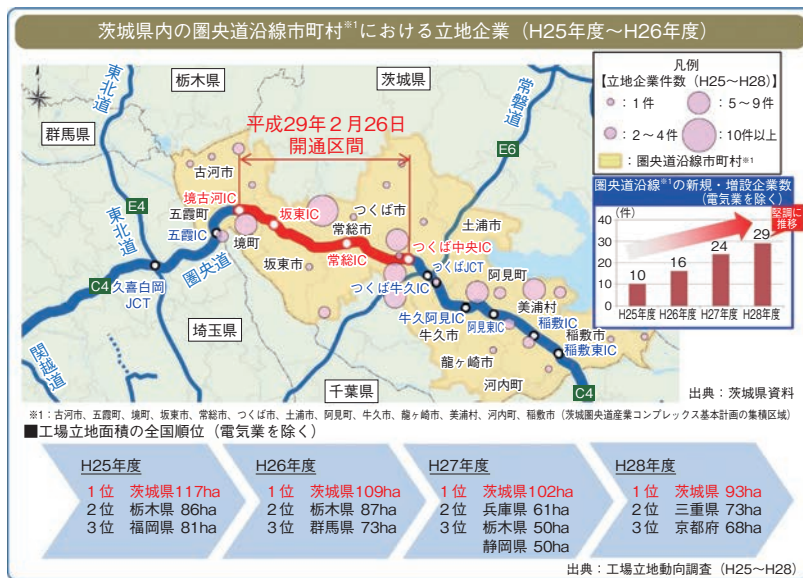 茨城県内の圏央道沿線市町村※1における立地企業（H25年度～H26年度）
東北道
栃木県
茨城県
常磐道
群馬県
平成29年2月26日
開通区間
E6
古河市
境古河IC
E4
五霞町
五霞IC
境町
坂東IC
つくば市
常総市
常総IC
土浦市
つくば中央IC
つくばJCT
東北道
圏央道
坂東市
つくば牛久IC
阿見町
美浦村
C4
久喜白岡
JCT
牛久阿見IC
牛久市
阿見東IC
稲敷IC
稲敷市
稲敷東IC
埼玉県
龍ヶ崎市
河内町
関越道
千葉県
C4
凡例
【立地企業件数（H25～H28）】
：1件
：5～9件
：2～4件
：10件以上
：圏央道沿線市町村※1
圏央道沿線※1の新規・増設企業数
（電気業を除く）
（件）
堅調に
推移
40
30
20
10
0
10
16
24
29
H25年度
H26年度
H27年度
H28年度
出典：茨城県資料
※1：古河市、五霞町、境町、坂東市、常総市、つくば市、土浦市、阿見町、牛久市、龍ヶ崎市、美浦村、河内町、稲敷市（茨城圏央道産業コンプレックス基本計画の集積区域）
■工場立地面積の全国順位（電気業を除く）
H25年度
1位 茨城県117ha
2位 栃木県 86ha
3位 福岡県 81ha
H26年度
1位 茨城県109ha
2位 栃木県 87ha
3位 群馬県 73ha
H27年度
1位 茨城県102ha
2位 兵庫県 61ha
3位 栃木県 50ha
静岡県 50ha
H28年度
1位 茨城県 93ha
2位 三重県 73ha
3位 京都府 68ha
出典：工場立地動向調査（H25～H28）